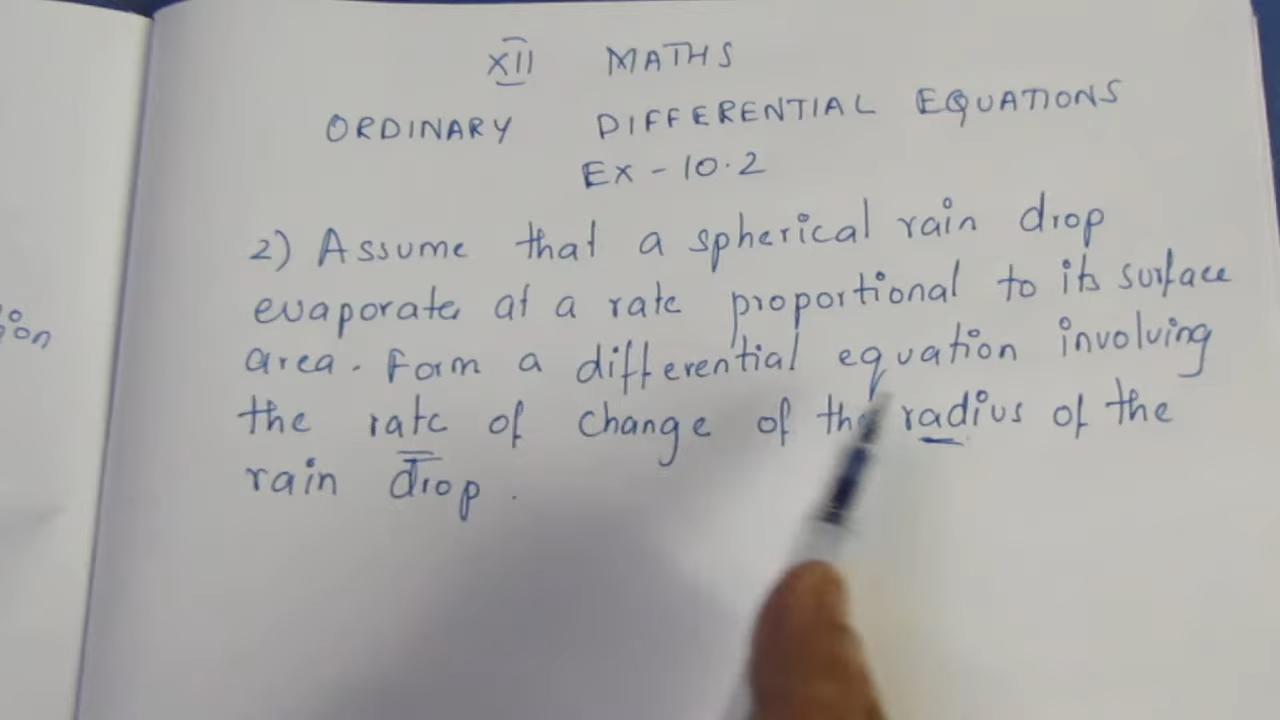 XII MATHS
ORDINARY DIFFERENTIAL EQUATIONS
Ex - 10.2
2) Assume that a spherical rain drop
evaporate at a rate proportional to its surface
area. Form a differential equation involving
the rate of change of the radius of the
rain drop.